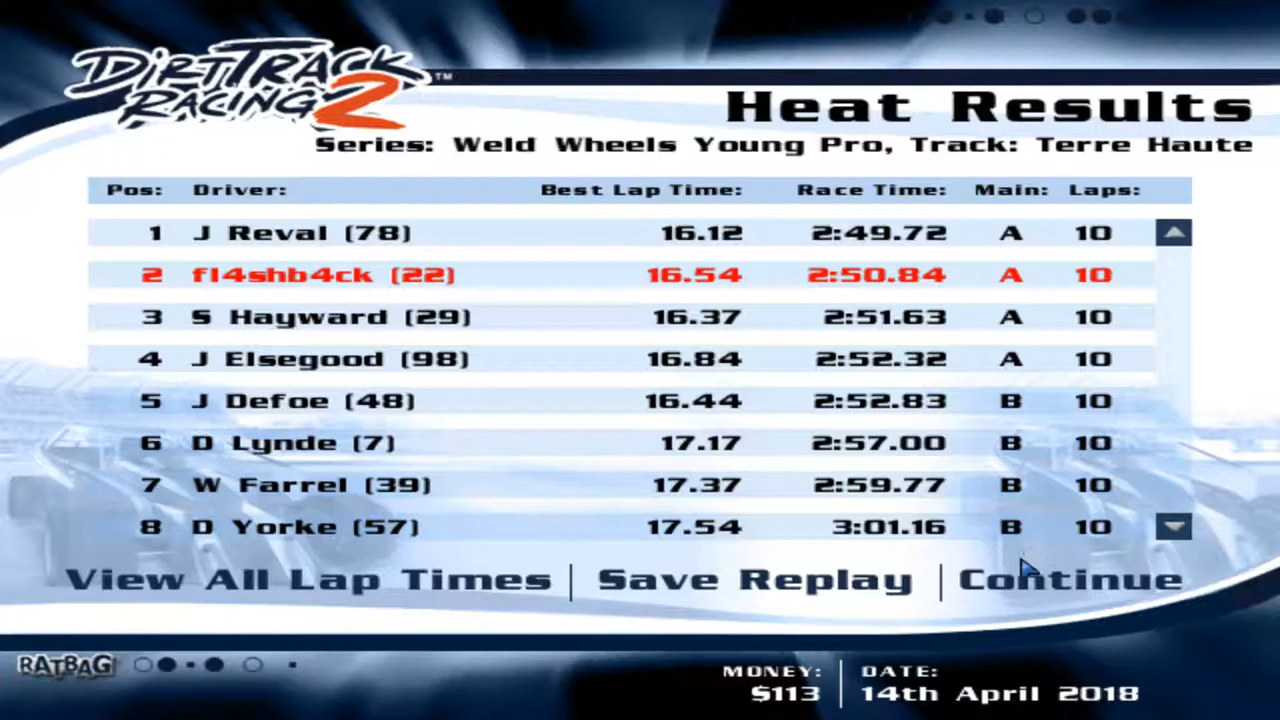 DIRT TRACK RACING 2 ™
Heat Results
Series: Weld Wheels Young Pro, Track: Terre Haute
Pos: Driver: Best Lap Time: Race Time: Main: Laps:
1 J Reval (78) 16.12 2:49.72 A 10
2 fl4shb4ck (22) 16.54 2:50.84 A 10
3 S Hayward (29) 16.37 2:51.63 A 10
4 J Elsegood (98) 16.84 2:52.32 A 10
5 J Defoe (48) 16.44 2:52.83 B 10
6 D Lynde (7) 17.17 2:57.00 B 10
7 W Farrel (39) 17.37 2:59.77 B 10
8 D Yorke (57) 17.54 3:01.16 B 10
View All Lap Times | Save Replay | Continue
RATBAG
MONEY: DATE:
$113 14th April 2018